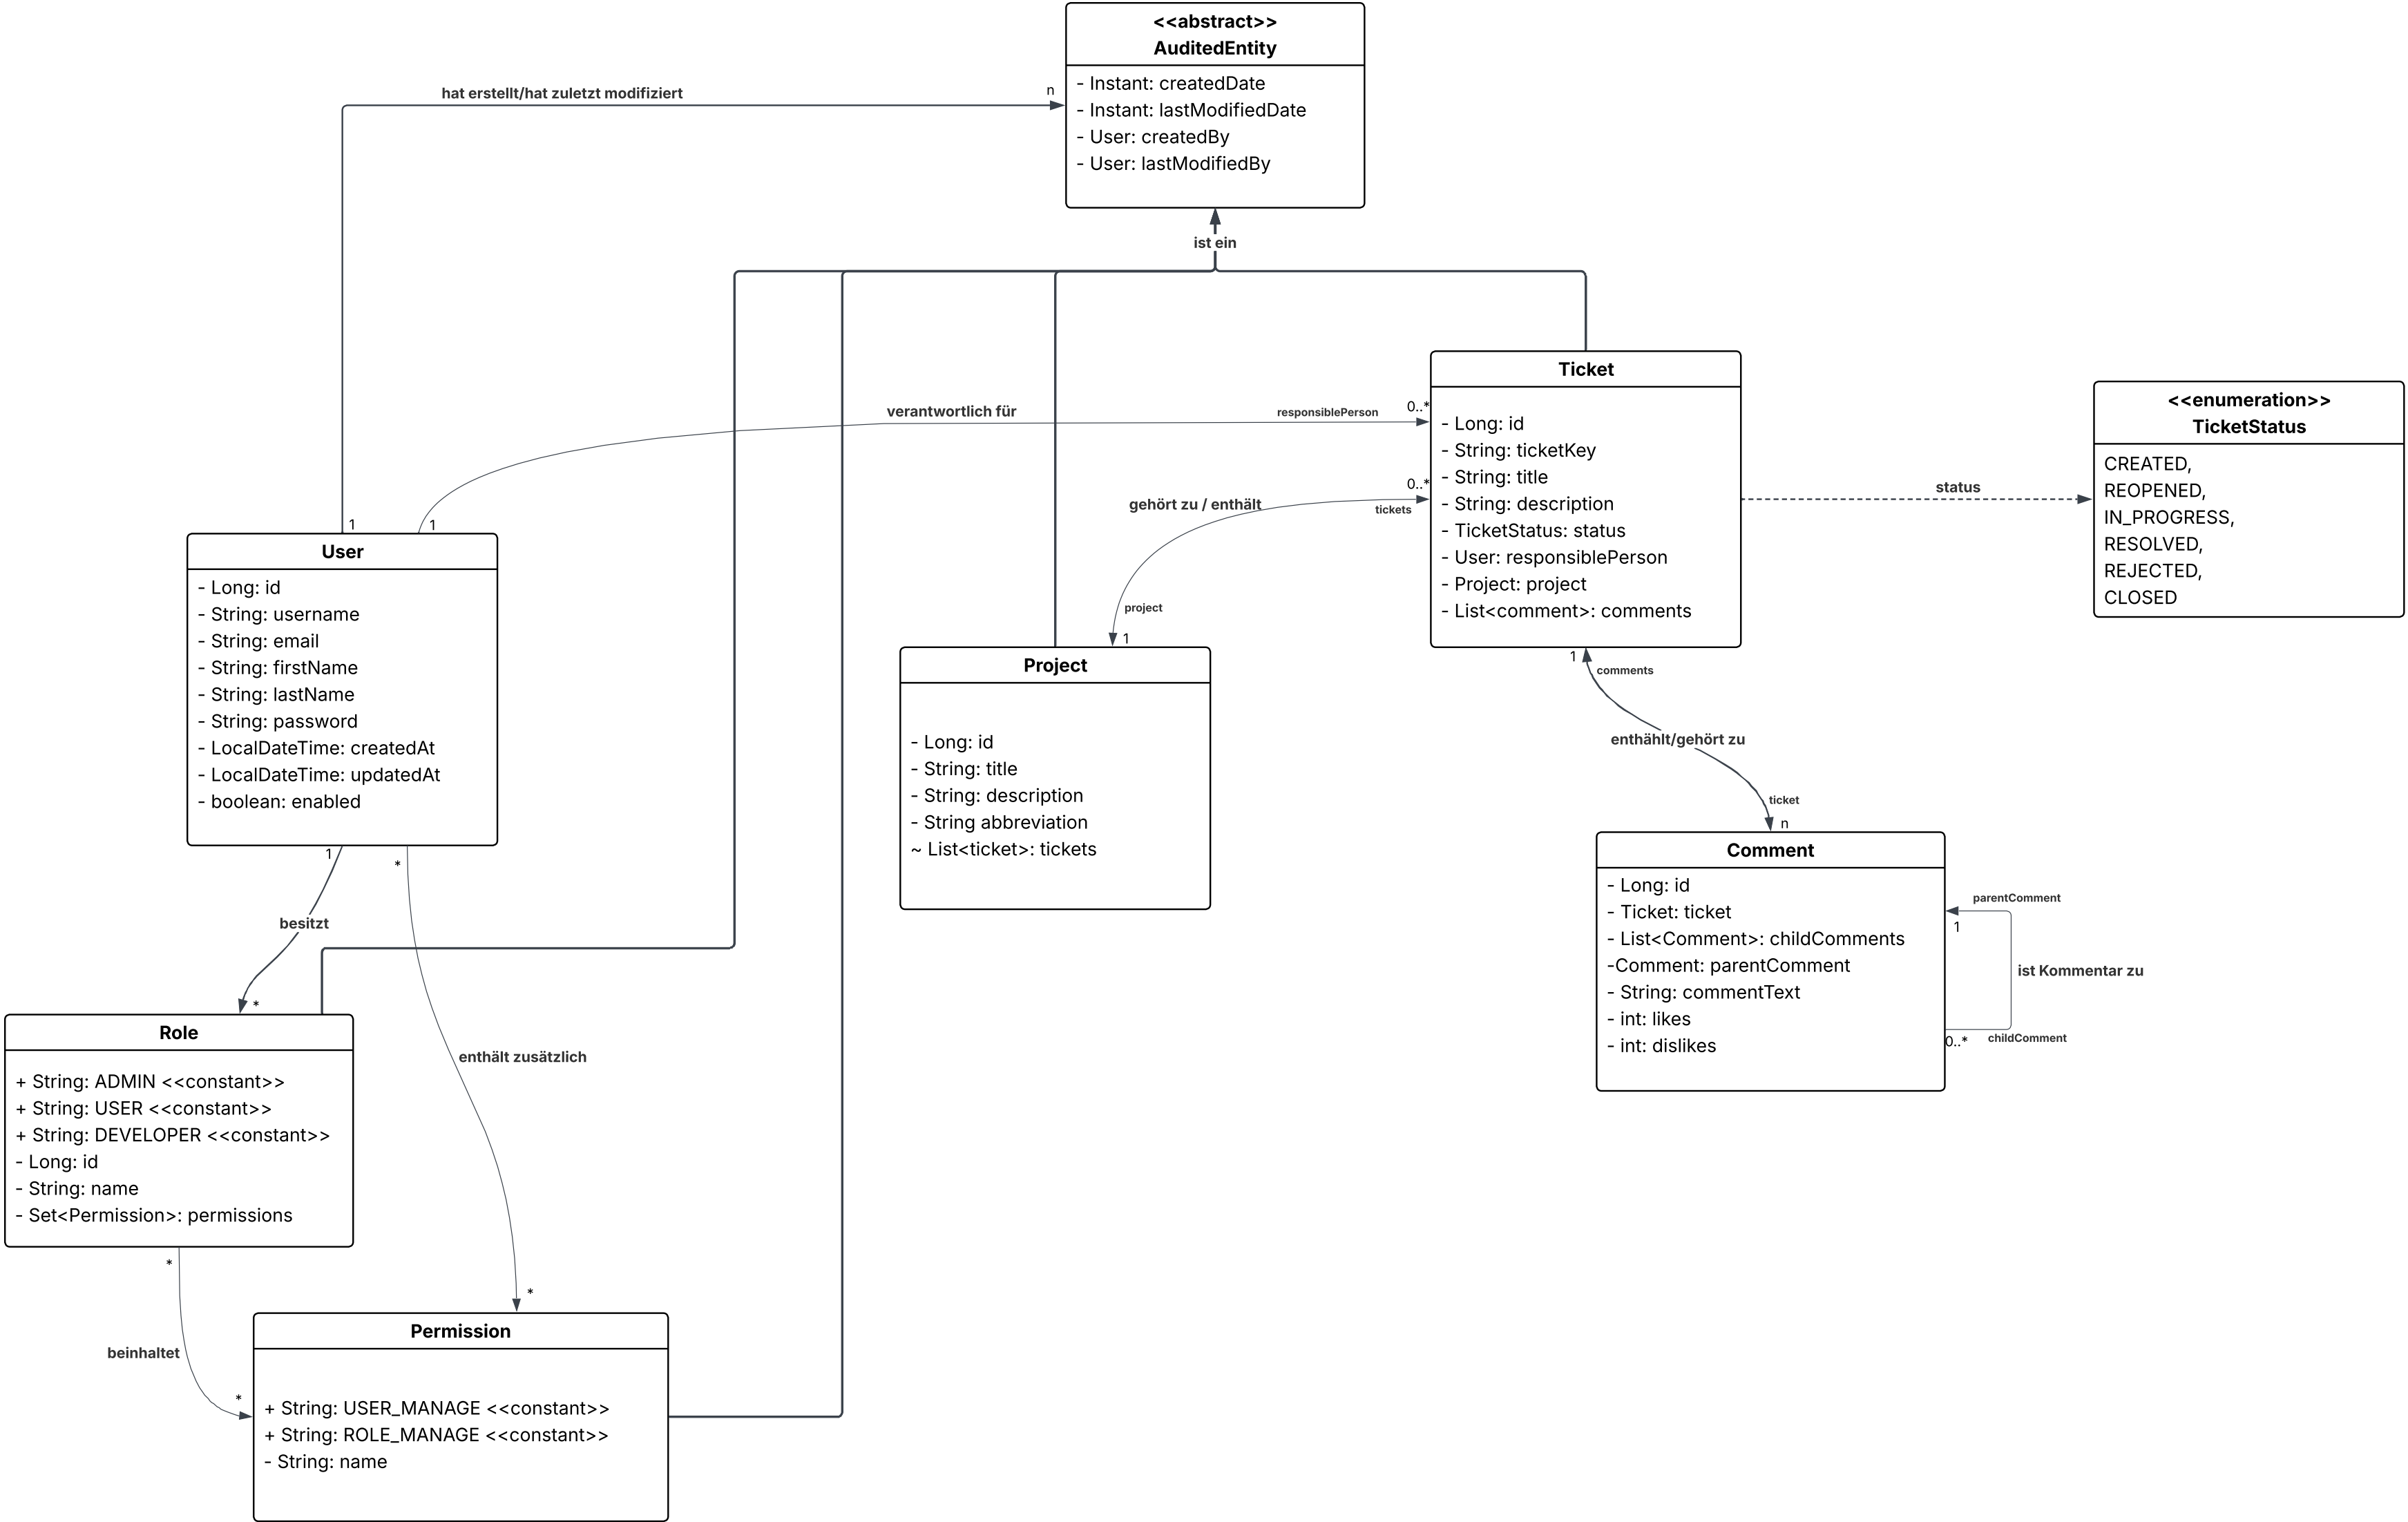 <<abstract>>
AuditedEntity
- Instant: createdDate
- Instant: lastModifiedDate
- User: createdBy
- User: lastModifiedBy
hat erstellt/hat zuletzt modifiziert
n
ist ein
Ticket
- Long: id
- String: ticketKey
- String: title
- String: description
- TicketStatus: status
- User: responsiblePerson
- Project: project
- List<comment>: comments
<<enumeration>>
TicketStatus
CREATED,
REOPENED,
IN_PROGRESS,
RESOLVED,
REJECTED,
CLOSED
status
verantwortlich für
responsiblePerson
0..*
0..*
gehört zu / enthält
tickets
project
1
1
1
User
- Long: id
- String: username
- String: email
- String: firstName
- String: lastName
- String: password
- LocalDateTime: createdAt
- LocalDateTime: updatedAt
- boolean: enabled
Project
- Long: id
- String: title
- String: description
- String abbreviation
~ List<ticket>: tickets
1
comments
enthählt/gehört zu
ticket
n
Comment
- Long: id
- Ticket: ticket
- List<Comment>: childComments
-Comment: parentComment
- String: commentText
- int: likes
- int: dislikes
parentComment
1
ist Kommentar zu
0..*
childComment
1
*
besitzt
*
Role
+ String: ADMIN <<constant>>
+ String: USER <<constant>>
+ String: DEVELOPER <<constant>>
- Long: id
- String: name
- Set<Permission>: permissions
enthält zusätzlich
*
*
beinhaltet
*
Permission
+ String: USER_MANAGE <<constant>>
+ String: ROLE_MANAGE <<constant>>
- String: name